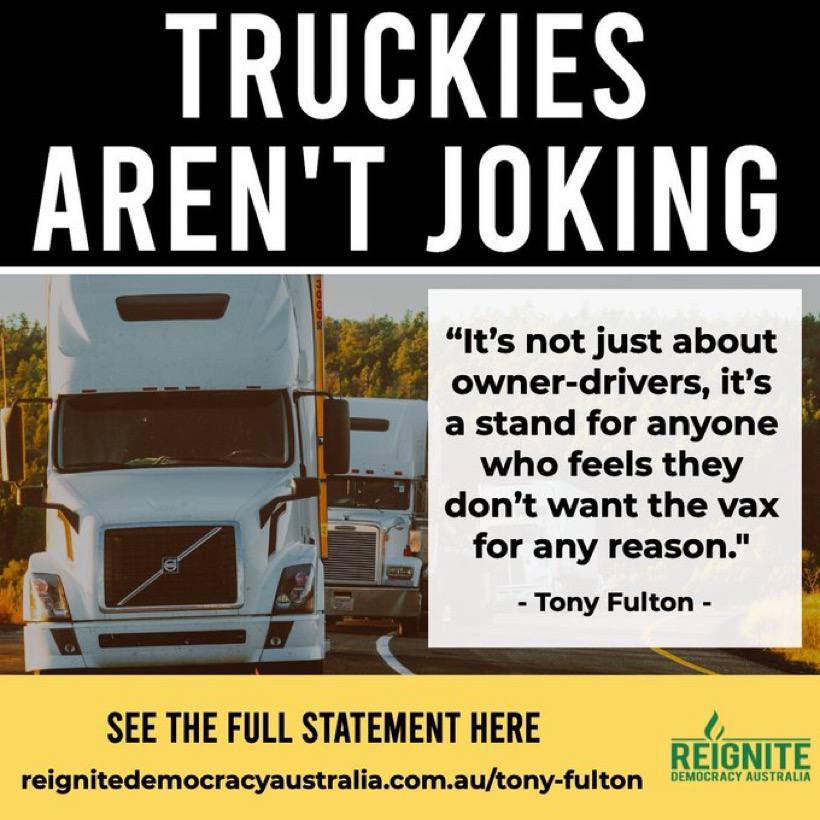 TRUCKIES
AREN'T JOKING
“It’s not just about
owner-drivers, it’s
a stand for anyone
who feels they
don’t want the vax
for any reason."
- Tony Fulton -
SEE THE FULL STATEMENT HERE
reignitedemocracyaustralia.com.au/tony-fulton
REIGNITE
DEMOCRACY AUSTRALIA